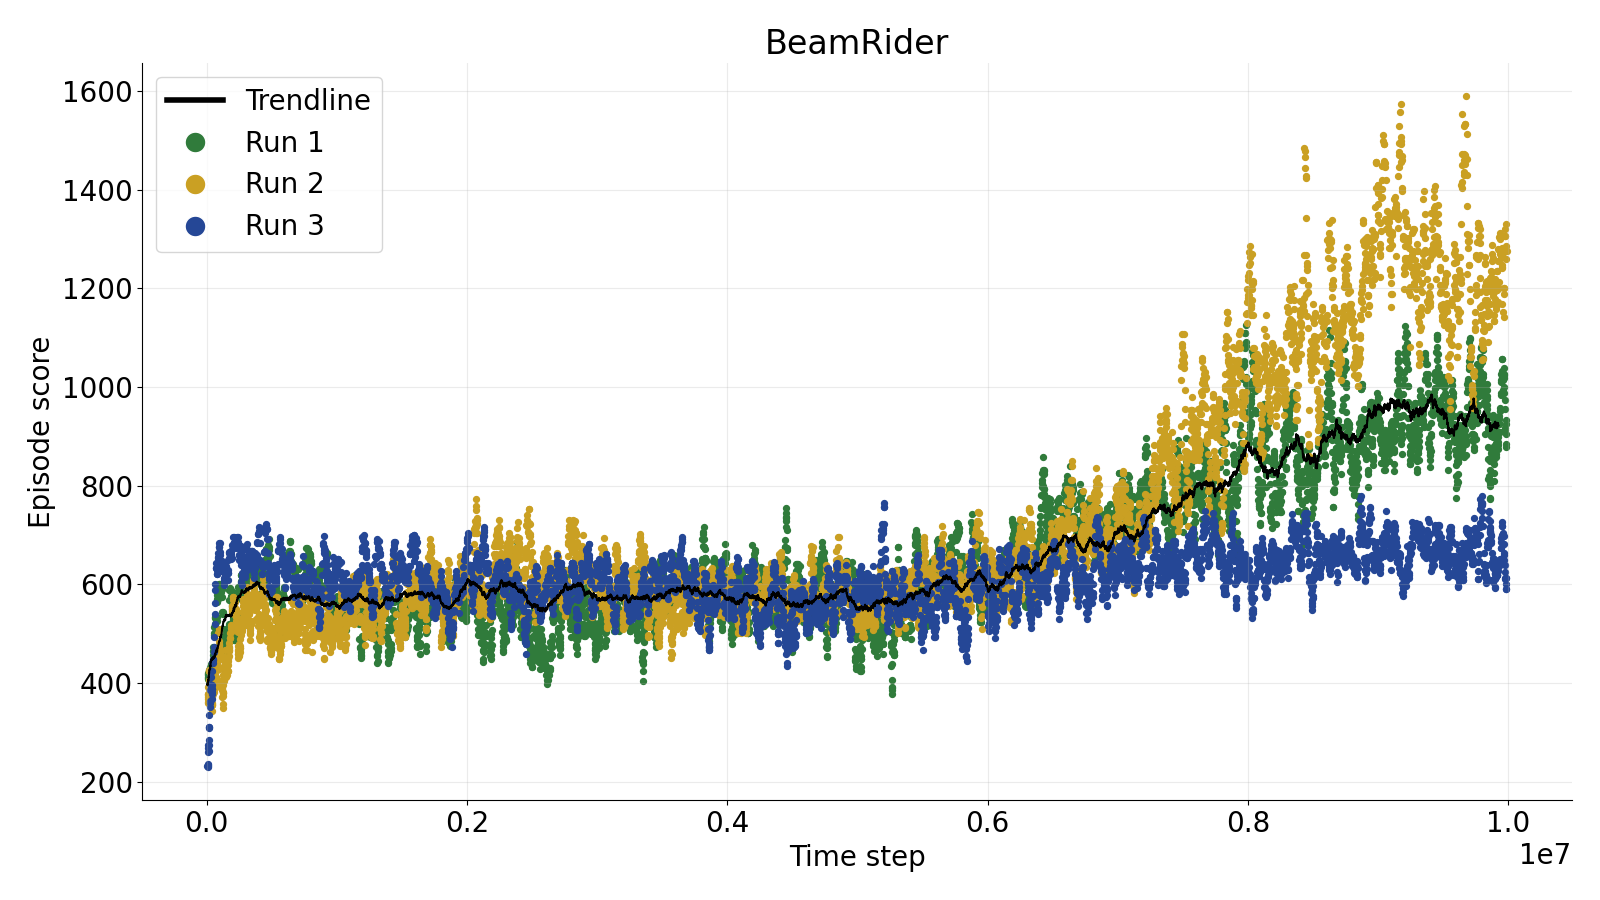 BeamRider
Trendline
Run 1
Run 2
Run 3
1600
1400
1200
1000
800
600
400
200
Episode score
0.0 0.2 0.4 0.6 0.8 1.0
1e7
Time step